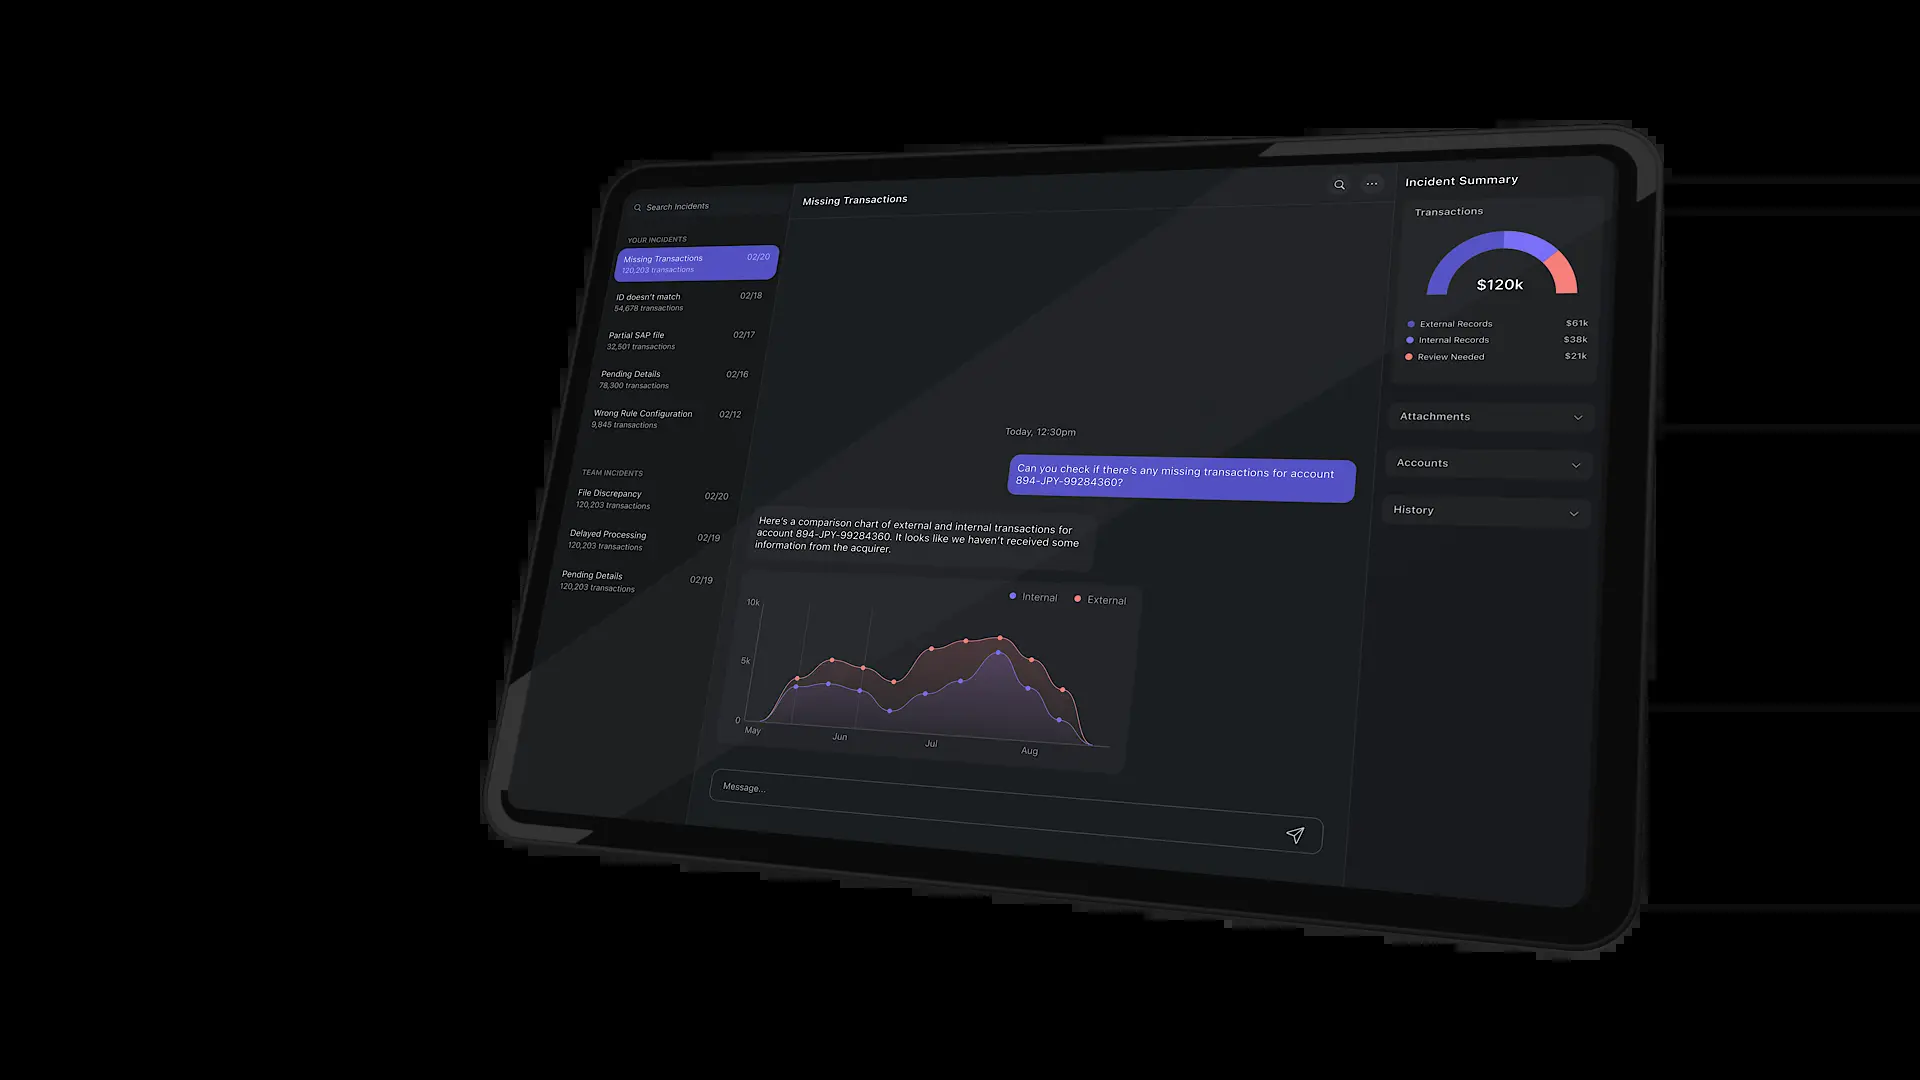 Search Incidents
YOUR INCIDENTS
Missing Transactions 02/20
120,203 transactions
ID doesn't match 02/18
54,678 transactions
Partial SAP file 02/17
32,501 transactions
Pending Details 02/16
78,300 transactions
Wrong Rule Configuration 02/12
9,845 transactions
TEAM INCIDENTS
File Discrepancy 02/20
120,203 transactions
Delayed Processing 02/19
120,203 transactions
Pending Details 02/19
120,203 transactions
Missing Transactions
Today, 12:30pm
Can you check if there's any missing transactions for account
894-JPY-99284360?
Here's a comparison chart of external and internal transactions for
account 894-JPY-99284360. It looks like we haven't received some
information from the acquirer.
Internal External
10k
5k
0
May Jun Jul Aug
Message...
Incident Summary
Transactions
$120k
External Records $61k
Internal Records $38k
Review Needed $21k
Attachments
Accounts
History